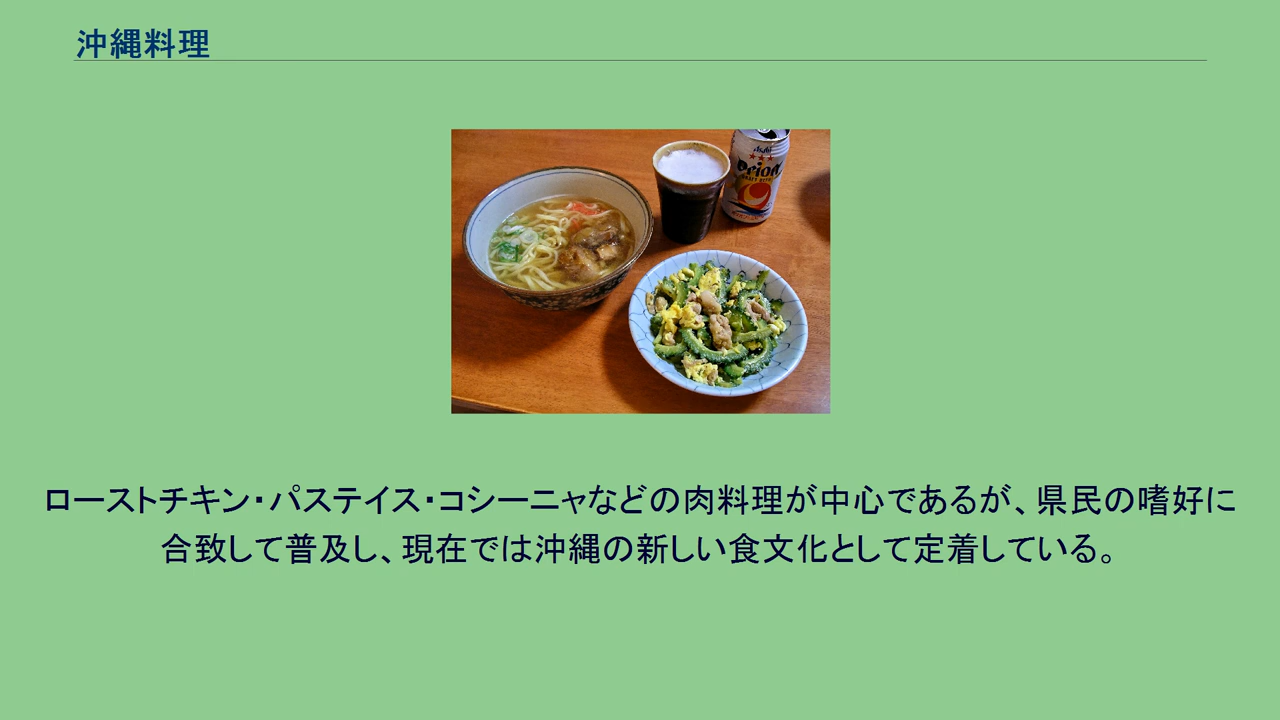 沖縄料理
Asahi
Orion
ローストチキン・パステイス・コシーニャなどの肉料理が中心であるが、県民の嗜好に
合致して普及し、現在では沖縄の新しい食文化として定着している。